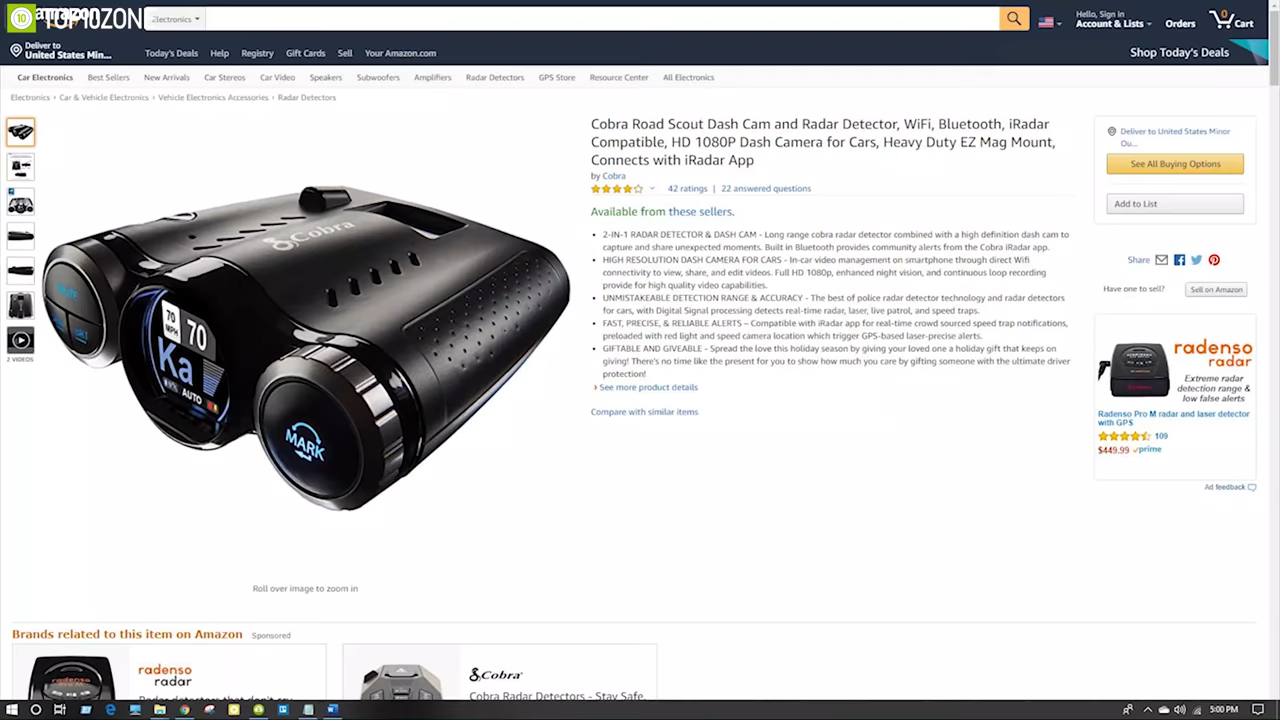 10
TOP10ZONE
Electronics
Hello, Sign in
Account & Lists
Orders
0
Cart
Deliver to
United States Min...
Today's Deals
Help
Registry
Gift Cards
Sell
Your Amazon.com
Shop Today's Deals
Car Electronics
Best Sellers
New Arrivals
Car Stereos
Car Video
Speakers
Subwoofers
Amplifiers
Radar Detectors
GPS Store
Resource Center
All Electronics
Electronics › Car & Vehicle Electronics › Vehicle Electronics Accessories › Radar Detectors
2 VIDEOS
Cobra
MUTE
70
MPH
70
Ka
AUTO
MARK
Roll over image to zoom in
Cobra Road Scout Dash Cam and Radar Detector, WiFi, Bluetooth, iRadar
Compatible, HD 1080P Dash Camera for Cars, Heavy Duty EZ Mag Mount,
Connects with iRadar App
by Cobra
42 ratings | 22 answered questions
Available from these sellers.
• 2-IN-1 RADAR DETECTOR & DASH CAM - Long range cobra radar detector combined with a high definition dash cam to
capture and share unexpected moments. Built in Bluetooth provides community alerts from the Cobra iRadar app.
• HIGH RESOLUTION DASH CAMERA FOR CARS - In-car video management on smartphone through direct Wifi
connectivity to view, share, and edit videos. Full HD 1080p, enhanced night vision, and continuous loop recording
provide for high quality video capabilities.
• UNMISTAKEABLE DETECTION RANGE & ACCURACY - The best of police radar detector technology and radar detectors
for cars, with Digital Signal processing detects real-time radar, laser, live patrol, and speed traps.
• FAST, PRECISE, & RELIABLE ALERTS – Compatible with iRadar app for real-time crowd sourced speed trap notifications,
preloaded with red light and speed camera location which trigger GPS-based laser-precise alerts.
• GIFTABLE AND GIVEABLE - Spread the love this holiday season by giving your loved one a holiday gift that keeps on
giving! There's no time like the present for you to show how much you care by gifting someone with the ultimate driver
protection!
› See more product details
Compare with similar items
Deliver to United States Minor
Ou...
See All Buying Options
Add to List
Share
Have one to sell?
Sell on Amazon
radenso
radar
Extreme radar
detection range &
low false alerts
Radenso Pro M radar and laser detector
with GPS
109
$449.99 prime
Ad feedback
Brands related to this item on Amazon Sponsored
radenso
radar
Radar detectors that don't cry
Cobra
Cobra Radar Detectors - Stay Safe,
5:00 PM